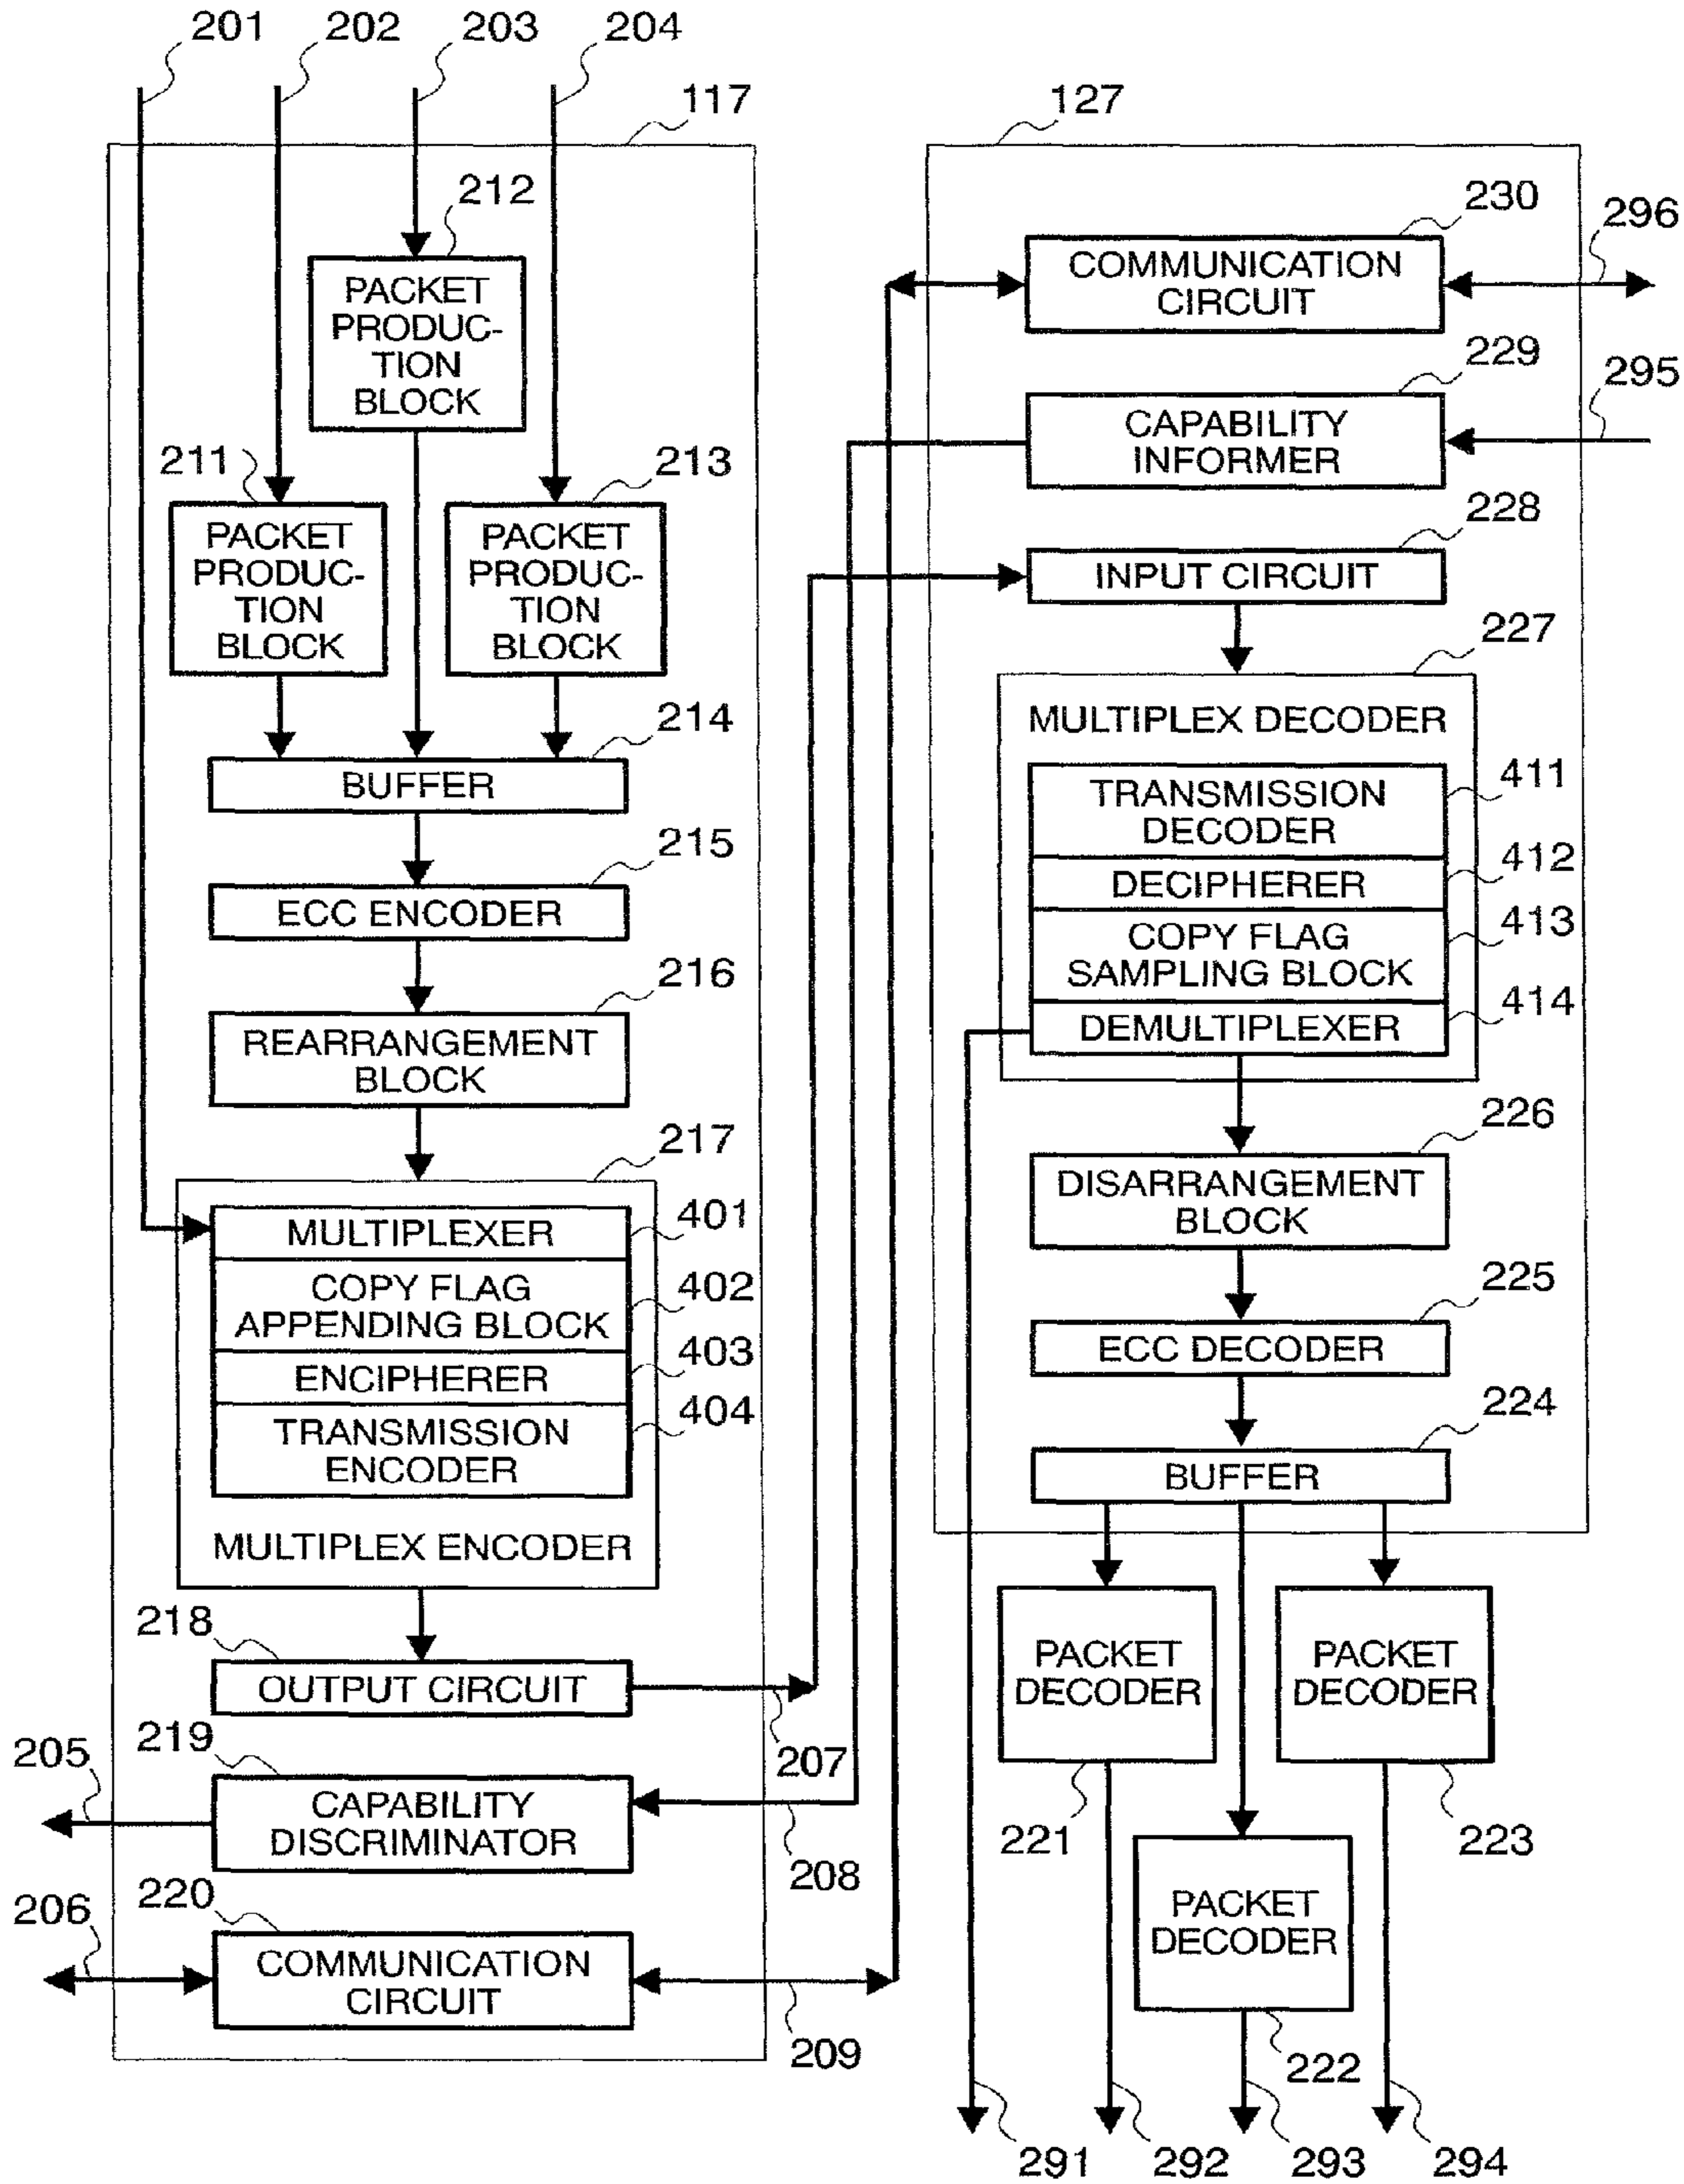 201
202
203
204
117
212
PACKET
PRODUC-
TION
BLOCK
211
PACKET
PRODUC-
TION
BLOCK
213
PACKET
PRODUC-
TION
BLOCK
214
BUFFER
215
ECC ENCODER
216
REARRANGEMENT
BLOCK
217
MULTIPLEXER
401
COPY FLAG
APPENDING BLOCK
402
ENCIPHERER
403
TRANSMISSION
ENCODER
404
MULTIPLEX ENCODER
218
OUTPUT CIRCUIT
207
219
205
CAPABILITY
DISCRIMINATOR
208
220
206
COMMUNICATION
CIRCUIT
209
127
230
COMMUNICATION
CIRCUIT
296
229
CAPABILITY
INFORMER
295
228
INPUT CIRCUIT
227
MULTIPLEX DECODER
TRANSMISSION
DECODER
411
DECIPHERER
412
COPY FLAG
SAMPLING BLOCK
413
DEMULTIPLEXER
414
226
DISARRANGEMENT
BLOCK
225
ECC DECODER
224
BUFFER
PACKET
DECODER
221
PACKET
DECODER
223
PACKET
DECODER
222
291
292
293
294